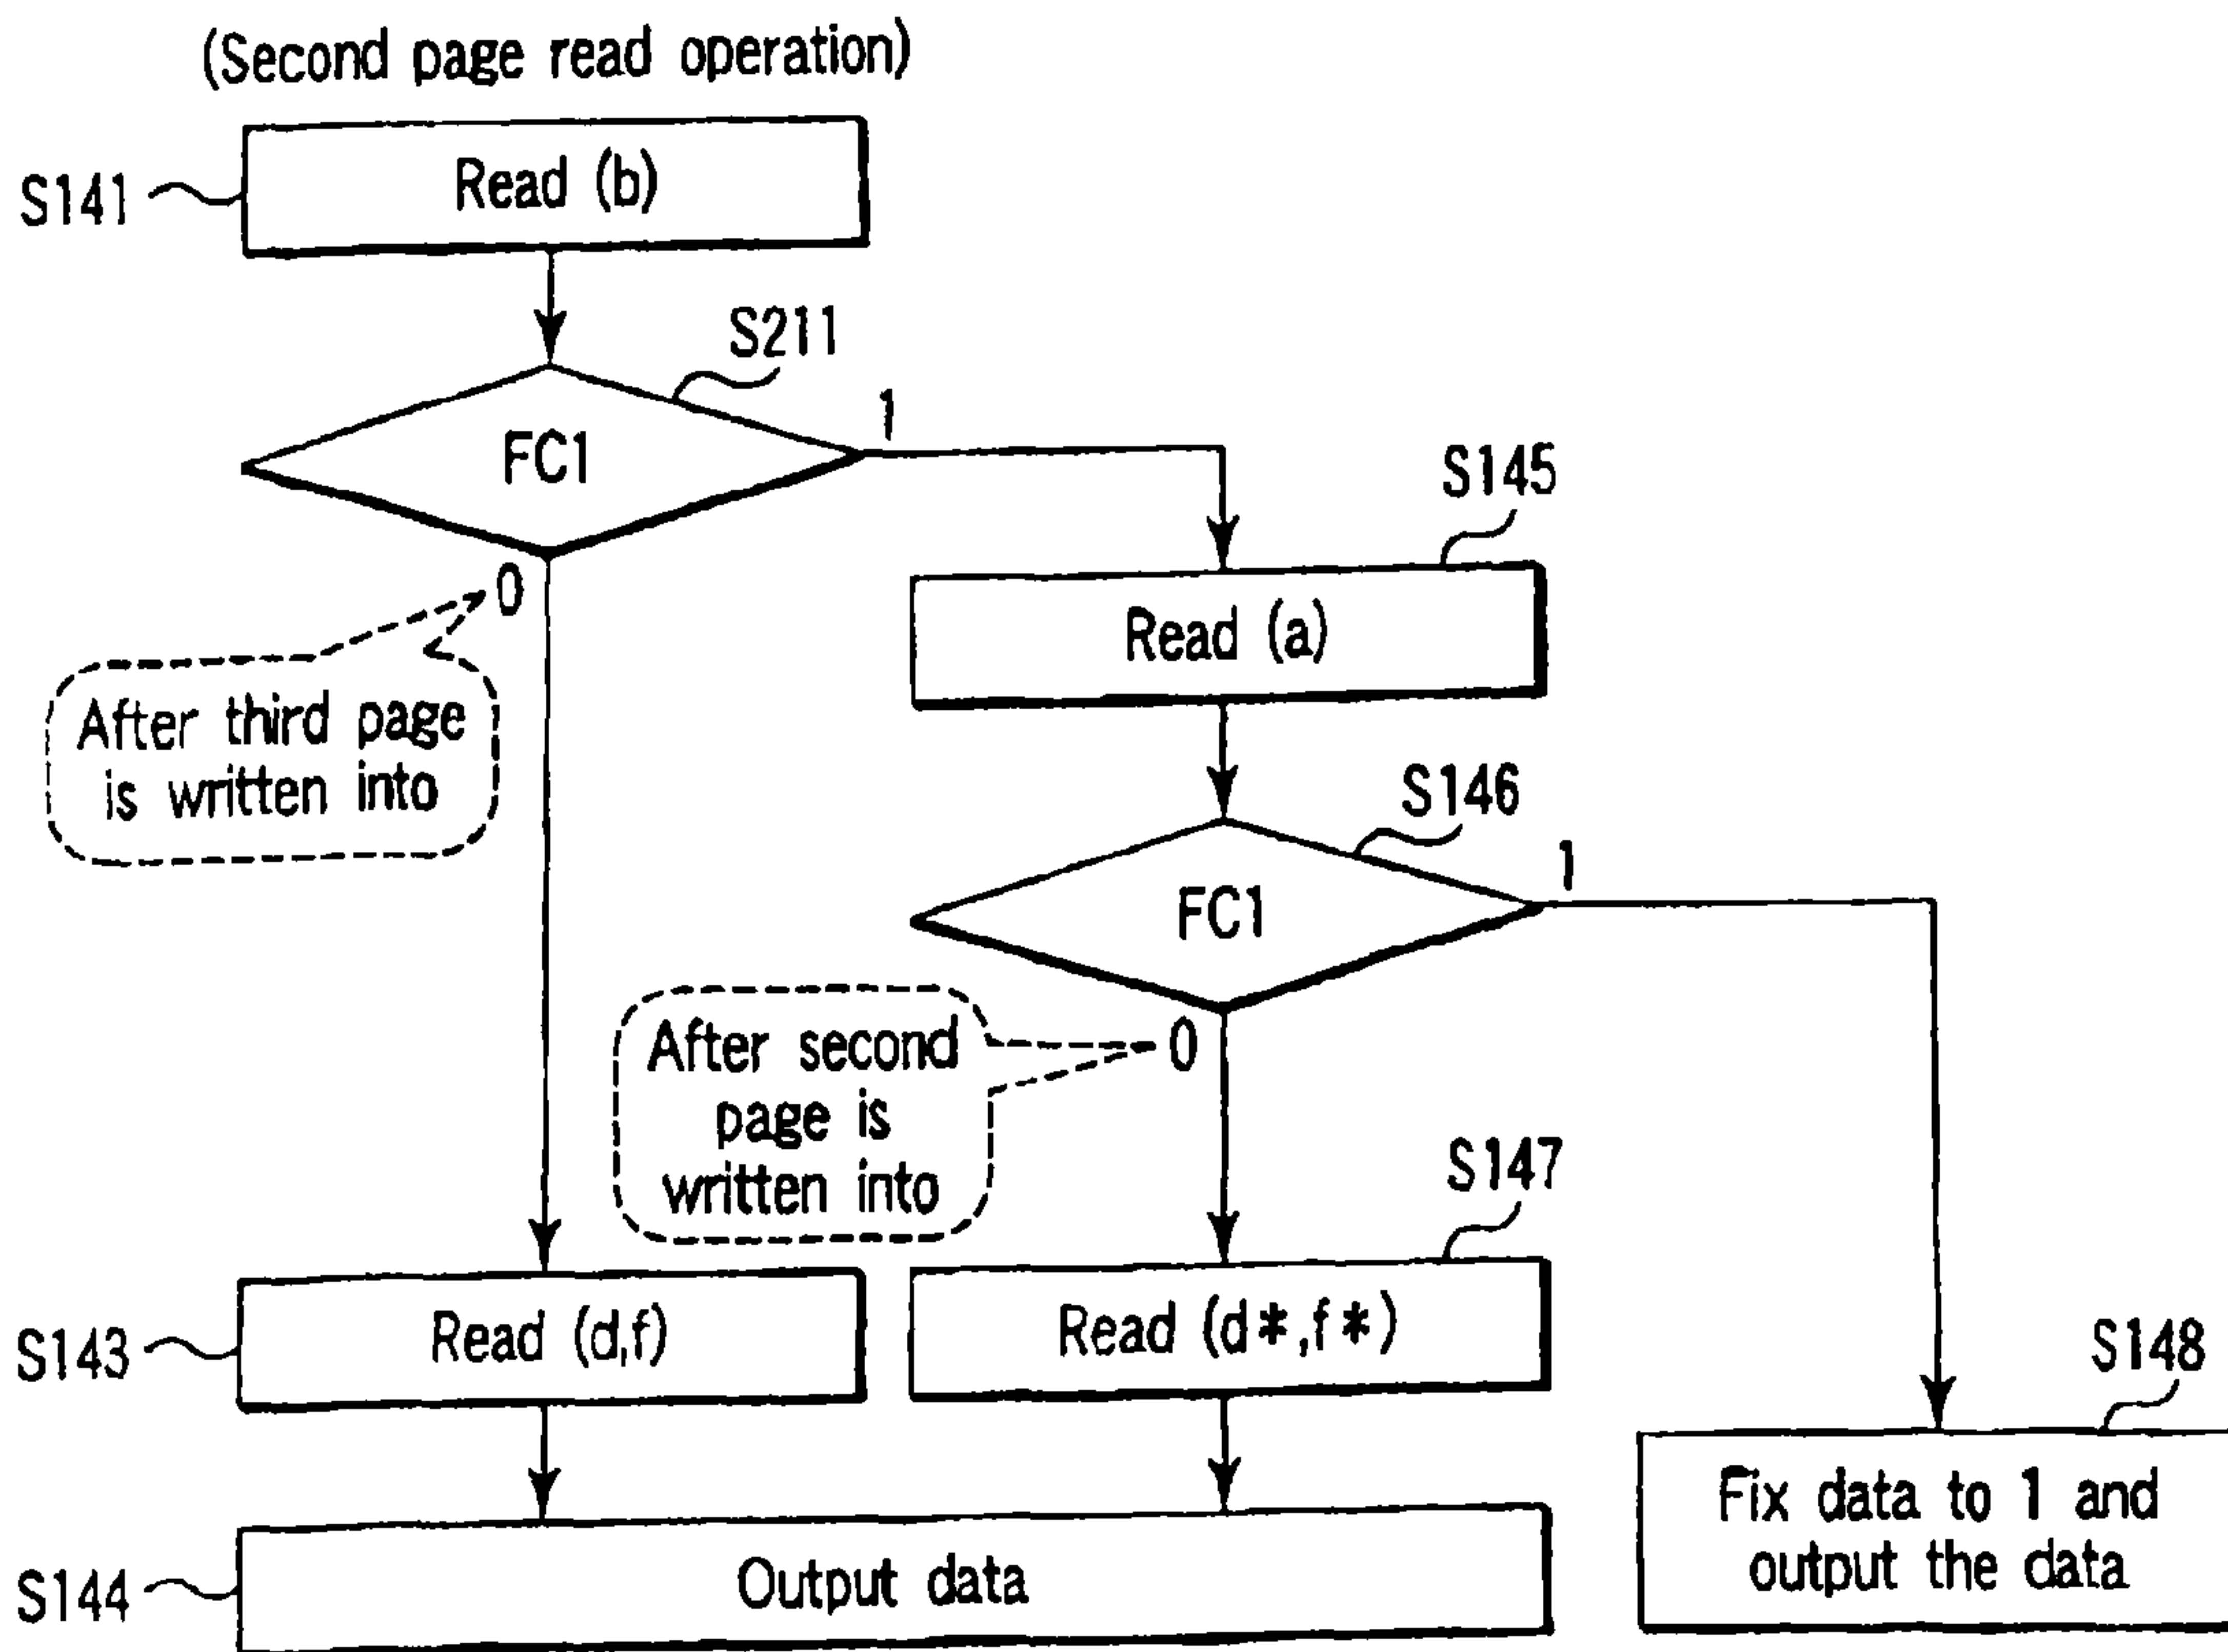 (Second page read operation)
S141
Read (b)
S211
FC1
1
0
After third page
is written into
S145
Read (a)
S146
FC1
1
0
After second
page is
written into
S147
S143
Read (d,f)
Read (d*,f*)
S148
Fix data to 1 and
output the data
S144
Output data